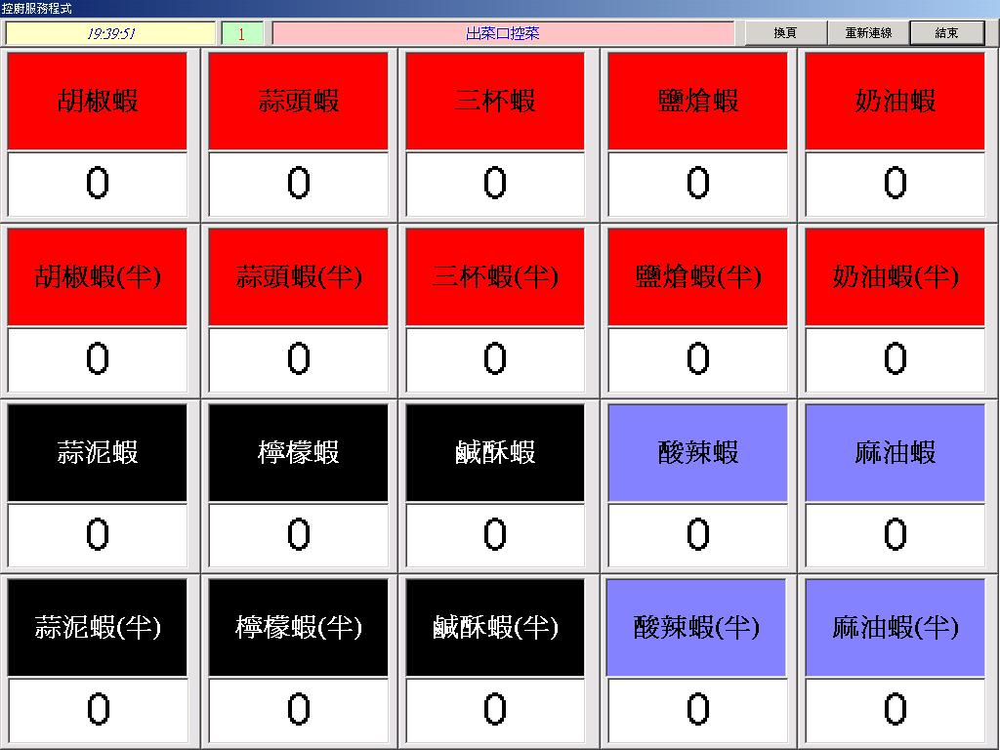 控廚服務程式
19:39:51 1 出菜口控菜 換頁 重新連線 結束
胡椒蝦 蒜頭蝦 三杯蝦 鹽熗蝦 奶油蝦
0 0 0 0 0
胡椒蝦(半) 蒜頭蝦(半) 三杯蝦(半) 鹽熗蝦(半) 奶油蝦(半)
0 0 0 0 0
蒜泥蝦 檸檬蝦 鹹酥蝦 酸辣蝦 麻油蝦
0 0 0 0 0
蒜泥蝦(半) 檸檬蝦(半) 鹹酥蝦(半) 酸辣蝦(半) 麻油蝦(半)
0 0 0 0 0